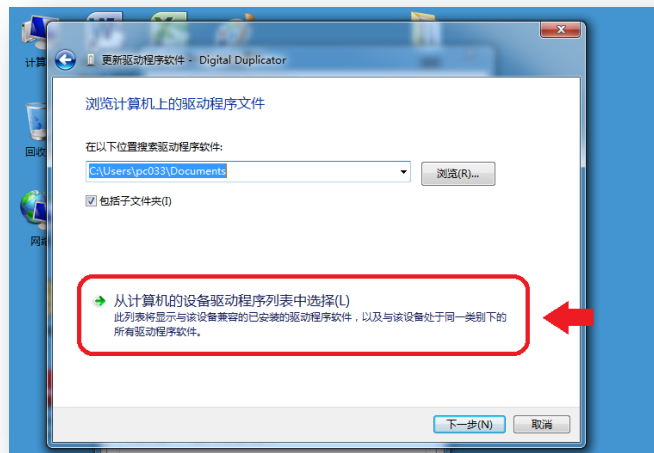 更新驱动程序软件 - Digital Duplicator
计算
浏览计算机上的驱动程序文件
在以下位置搜索驱动程序软件:
回收
C:\Users\pc033\Documents
浏览(R)...
包括子文件夹(I)
网络
从计算机的设备驱动程序列表中选择(L)
此列表将显示与该设备兼容的已安装的驱动程序软件，以及与该设备处于同一类别下的
所有驱动程序软件。
下一步(N)
取消